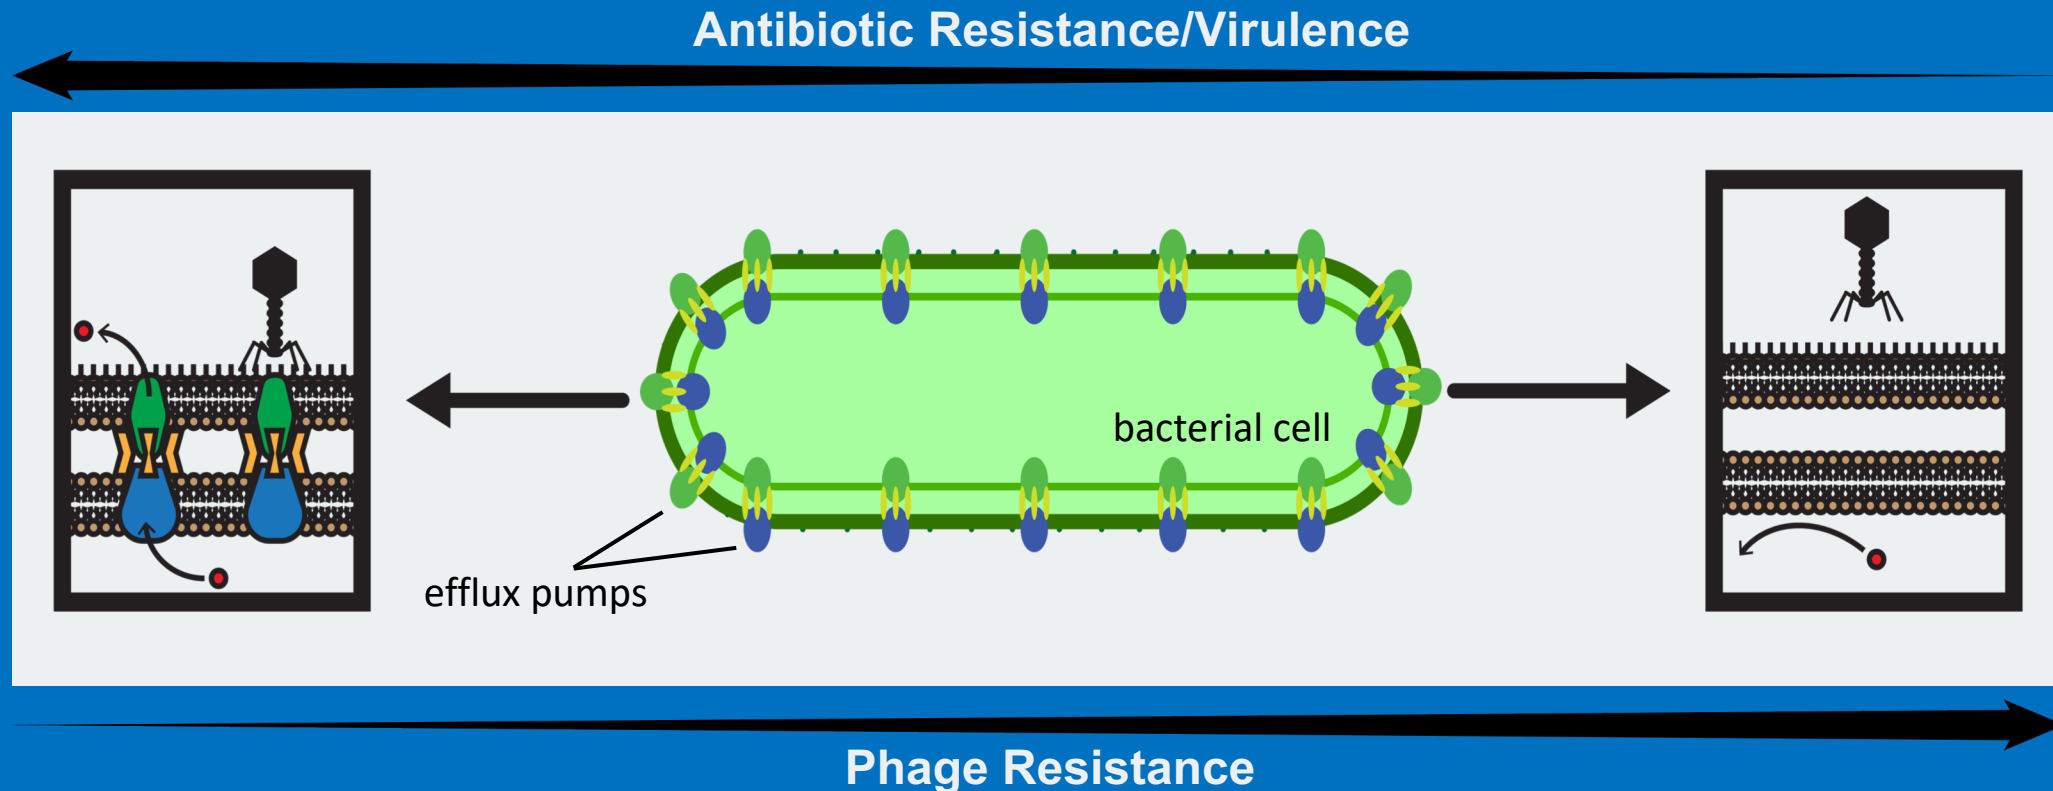 Antibiotic Resistance/Virulence
bacterial cell
efflux pumps
Phage Resistance